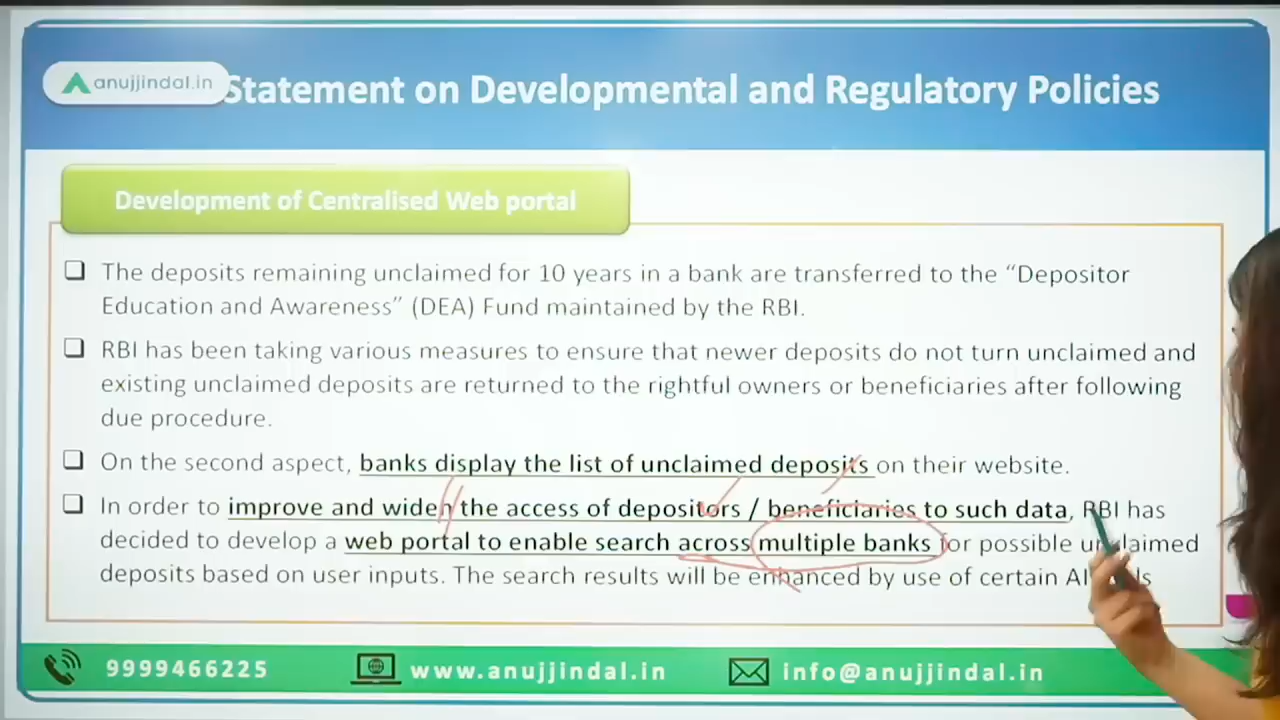 anujjindal.in
Statement on Developmental and Regulatory Policies
Development of Centralised Web portal
The deposits remaining unclaimed for 10 years in a bank are transferred to the “Depositor
Education and Awareness” (DEA) Fund maintained by the RBI.
RBI has been taking various measures to ensure that newer deposits do not turn unclaimed and
existing unclaimed deposits are returned to the rightful owners or beneficiaries after following
due procedure.
On the second aspect, banks display the list of unclaimed deposits on their website.
In order to improve and widen the access of depositors / beneficiaries to such data, RBI has
decided to develop a web portal to enable search across multiple banks for possible unclaimed
deposits based on user inputs. The search results will be enhanced by use of certain AI
9999466225
www.anujjindal.in
info@anujjindal.in